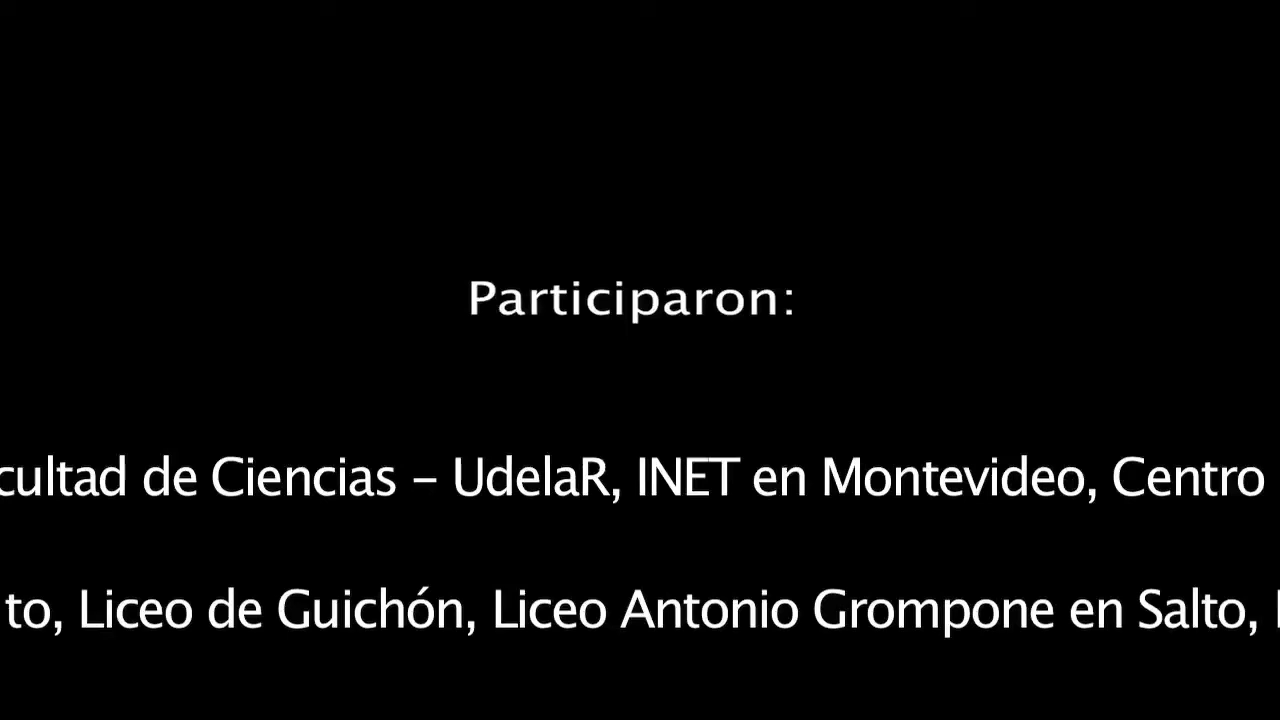 Participaron:
cultad de Ciencias – UdelaR, INET en Montevideo, Centro
to, Liceo de Guichón, Liceo Antonio Grompone en Salto,